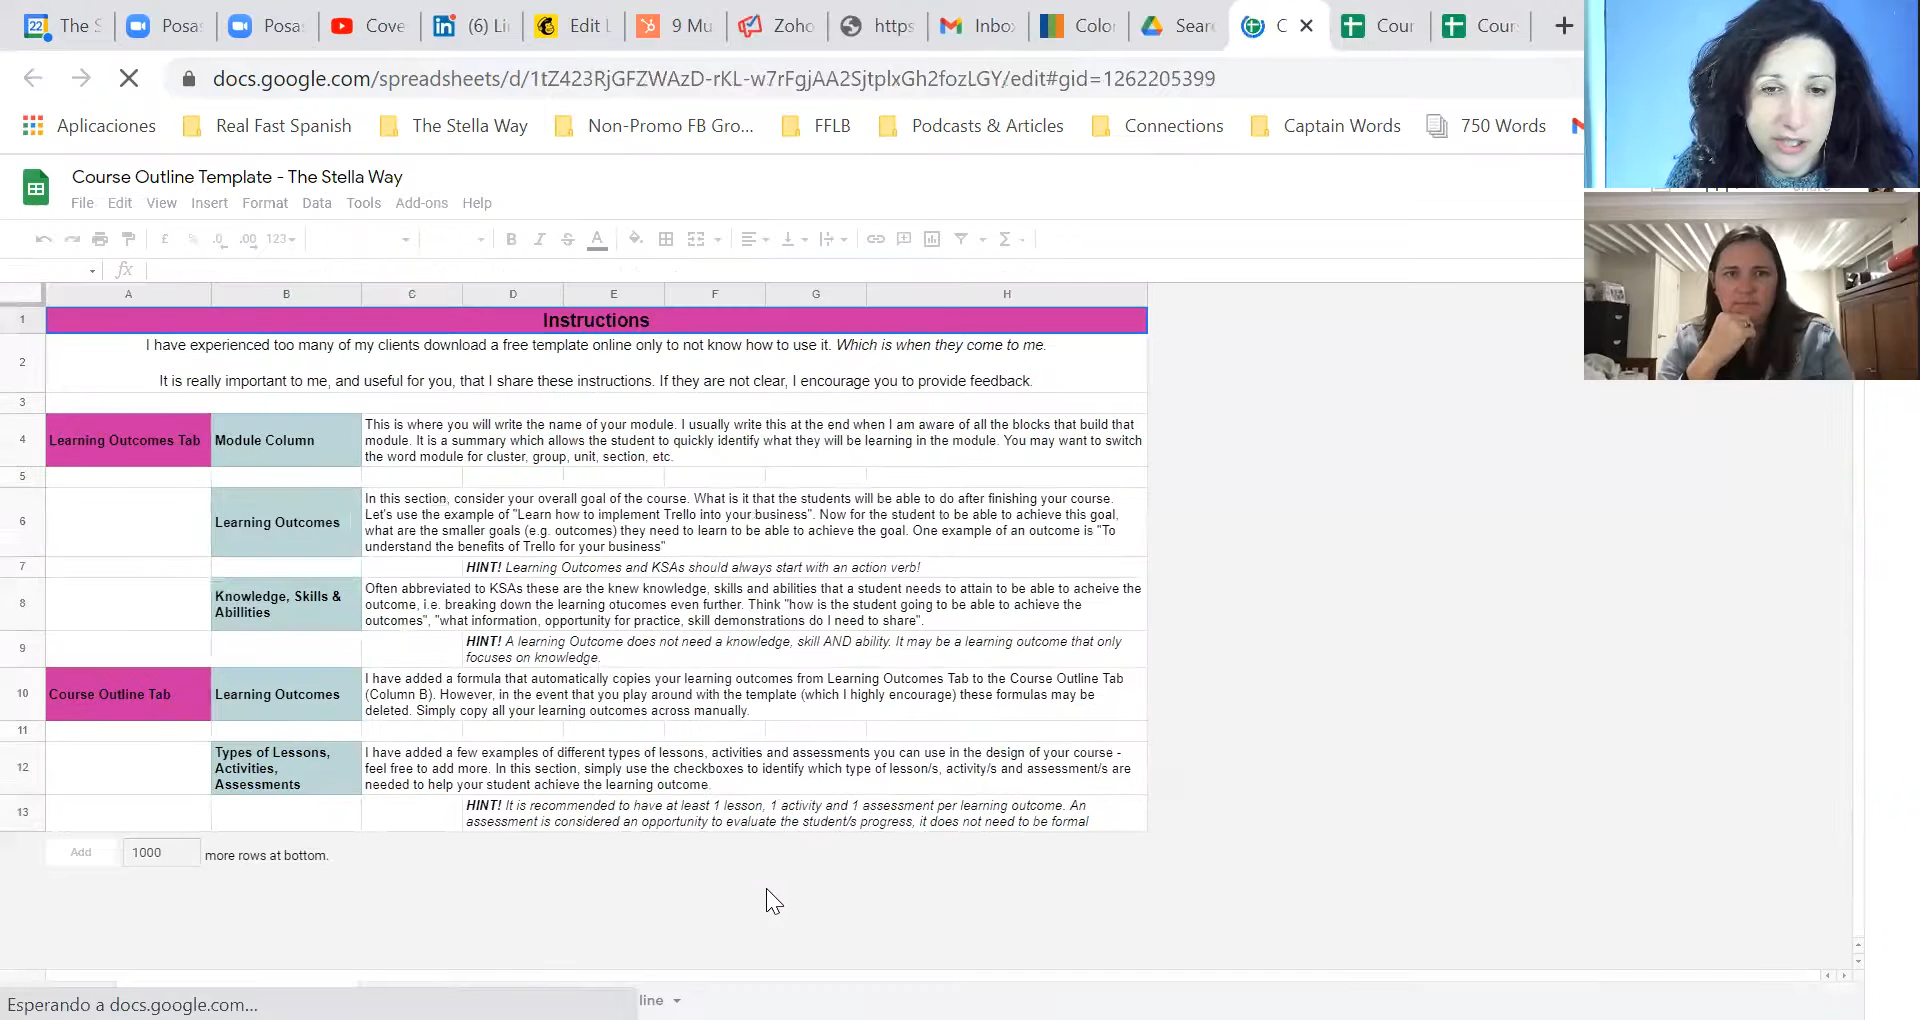 22 The S Posa Posa Cove (6) Li Edit L 9 Mu Zoho https Inbo Color Sear C Cour Cour
docs.google.com/spreadsheets/d/1tZ423RjGFZWAzD-rKL-w7rFgjAA2SjtplxGh2fozLGY/edit#gid=1262205399
Aplicaciones Real Fast Spanish The Stella Way Non-Promo FB Gro... FFLB Podcasts & Articles Connections Captain Words 750 Words
Course Outline Template - The Stella Way
File Edit View Insert Format Data Tools Add-ons Help
£ % .0 .00 123 B I S A Σ
fx
A B C D E F G H
1 Instructions
2 I have experienced too many of my clients download a free template online only to not know how to use it. Which is when they come to me.
It is really important to me, and useful for you, that I share these instructions. If they are not clear, I encourage you to provide feedback.
3
4 Learning Outcomes Tab Module Column
This is where you will write the name of your module. I usually write this at the end when I am aware of all the blocks that build that
module. It is a summary which allows the student to quickly identify what they will be learning in the module. You may want to switch
the word module for cluster, group, unit, section, etc.
5
6 Learning Outcomes
In this section, consider your overall goal of the course. What is it that the students will be able to do after finishing your course.
Let's use the example of "Learn how to implement Trello into your business". Now for the student to be able to achieve this goal,
what are the smaller goals (e.g. outcomes) they need to learn to be able to achieve the goal. One example of an outcome is "To
understand the benefits of Trello for your business"
7 HINT! Learning Outcomes and KSAs should always start with an action verb!
8 Knowledge, Skills &
Abillities
Often abbreviated to KSAs these are the knew knowledge, skills and abilities that a student needs to attain to be able to acheive the
outcome, i.e. breaking down the learning otucomes even further. Think "how is the student going to be able to achieve the
outcomes", "what information, opportunity for practice, skill demonstrations do I need to share".
9 HINT! A learning Outcome does not need a knowledge, skill AND ability. It may be a learning outcome that only
focuses on knowledge.
10 Course Outline Tab Learning Outcomes
I have added a formula that automatically copies your learning outcomes from Learning Outcomes Tab to the Course Outline Tab
(Column B). However, in the event that you play around with the template (which I highly encourage) these formulas may be
deleted. Simply copy all your learning outcomes across manually.
11
12 Types of Lessons,
Activities,
Assessments
I have added a few examples of different types of lessons, activities and assessments you can use in the design of your course -
feel free to add more. In this section, simply use the checkboxes to identify which type of lesson/s, activity/s and assessment/s are
needed to help your student achieve the learning outcome.
13 HINT! It is recommended to have at least 1 lesson, 1 activity and 1 assessment per learning outcome. An
assessment is considered an opportunity to evaluate the student/s progress, it does not need to be formal
Add 1000 more rows at bottom.
line
Esperando a docs.google.com...